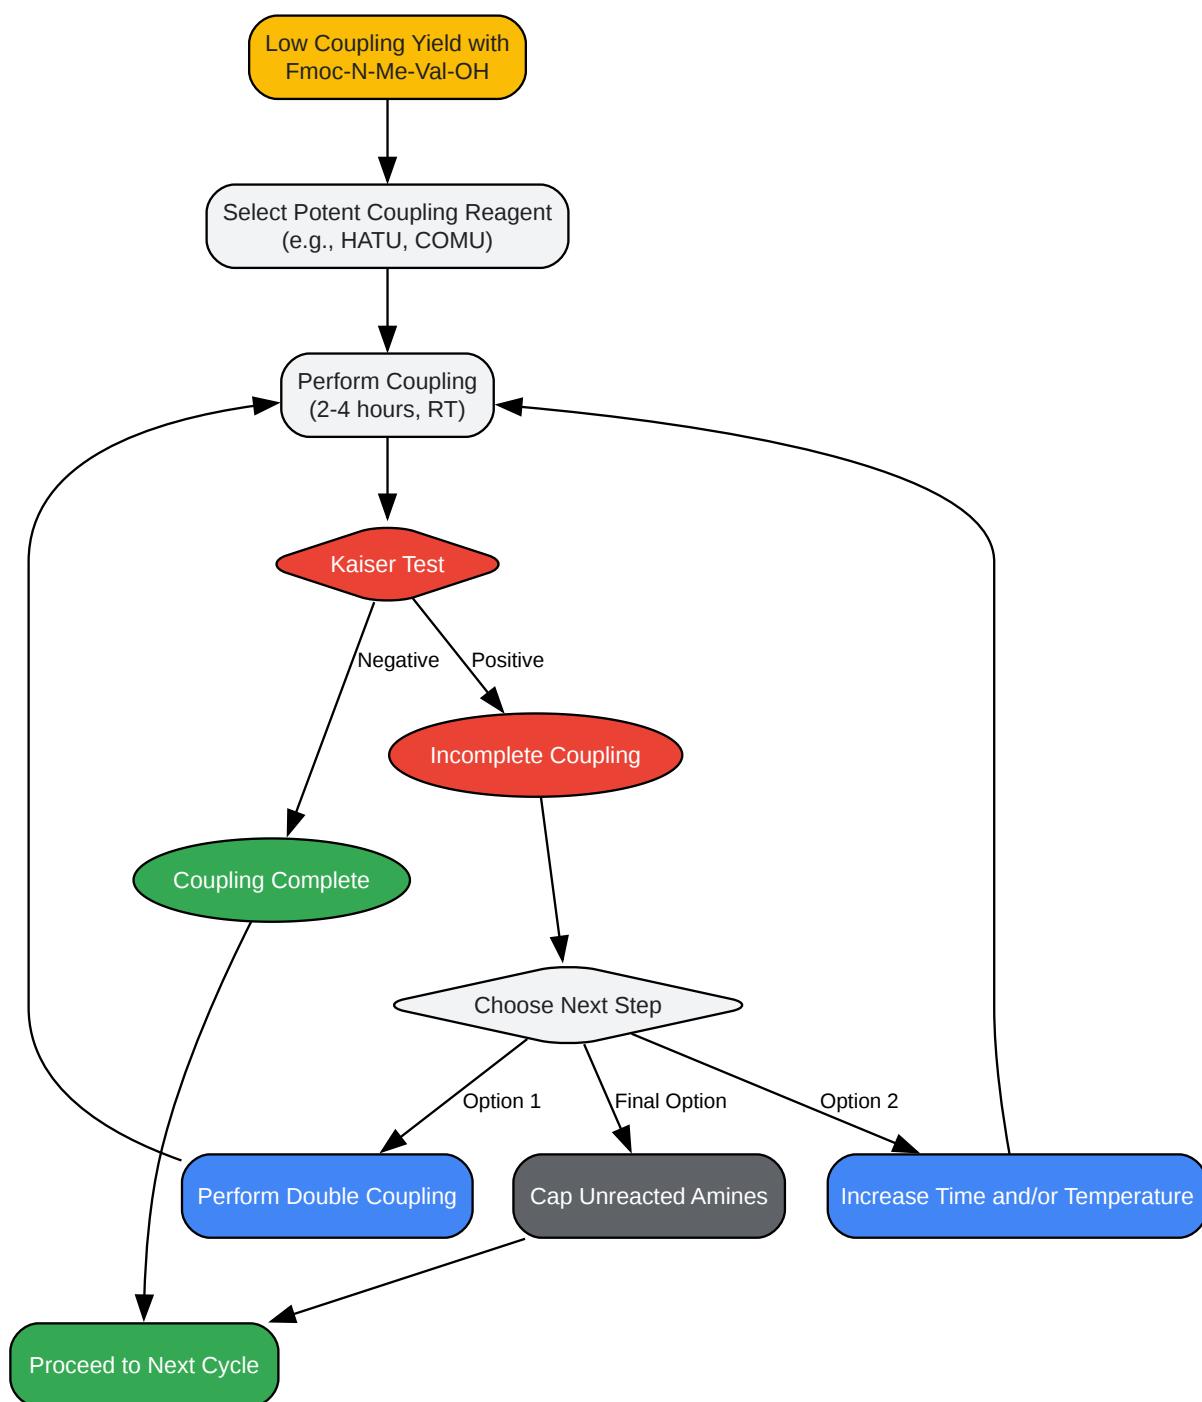 Low Coupling Yield with
Fmoc-N-Me-Val-OH
Select Potent Coupling Reagent
(e.g., HATU, COMU)
Perform Coupling
(2-4 hours, RT)
Kaiser Test
Negative
Positive
Incomplete Coupling
Coupling Complete
Choose Next Step
Option 1
Final Option
Option 2
Perform Double Coupling
Cap Unreacted Amines
Increase Time and/or Temperature
Proceed to Next Cycle